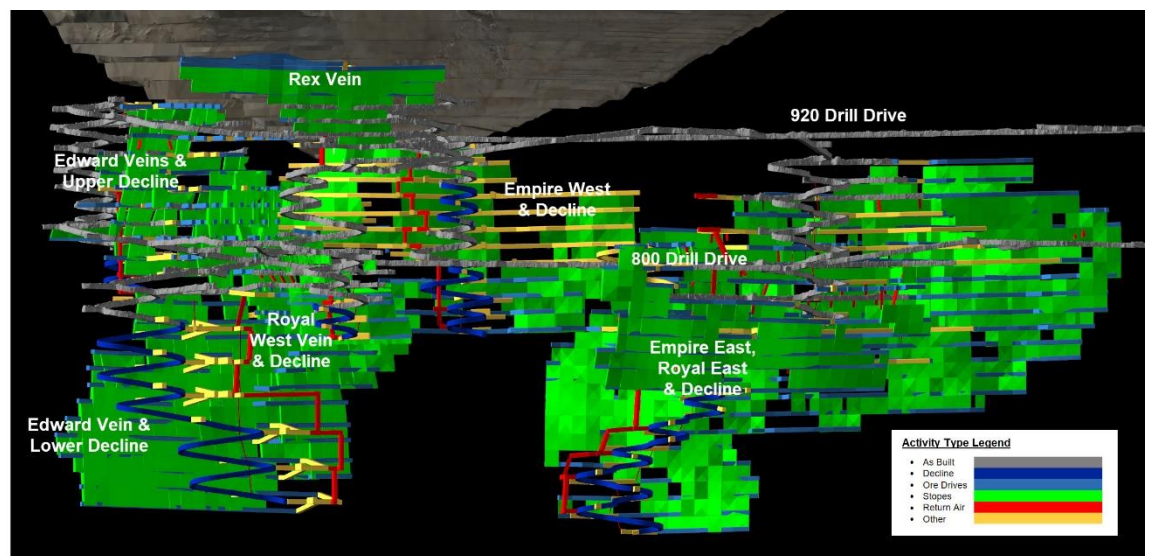 Rex Vein
920 Drill Drive
Edward Veins &
Upper Decline
Empire West
& Decline
800 Drill Drive
Royal
West Vein
& Decline
Empire East,
Royal East
& Decline
Edward Vein &
Lower Decline
Activity Type Legend
• As Built
• Decline
• Ore Drives
• Stopes
• Return Air
• Other